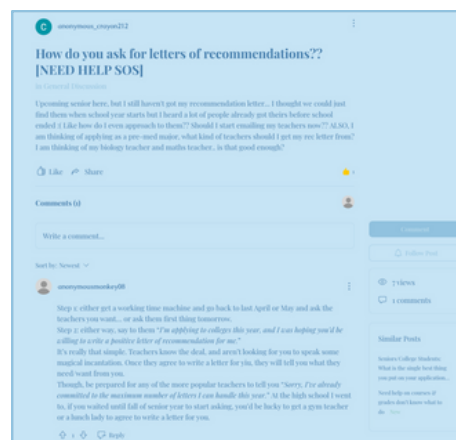 C anonymous_crayon212
How do you ask for letters of recommendations??
[NEED HELP SOS]
in General Discussion
Upcoming senior here, but I still haven't got my recommendation letter... I thought we could just
find them when school year starts but I heard a lot of people already got theirs before school
ended :( Like how do I even approach to them?? Should I start emailing my teachers now?? ALSO, I
am thinking of applying as a pre-med major, what kind of teachers should I get my rec letter from?
I am thinking of my biology teacher and maths teacher.. is that good enough?
Like Share
Comments (1)
Write a comment...
Comment
Follow Post
Sort by: Newest
7 views
1 comments
anonymousmonkey08
Step 1: either get a working time machine and go back to last April or May and ask the
teachers you want... or ask them first thing tomorrow.
Step 2: either way, say to them "I'm applying to colleges this year, and I was hoping you'd be
willing to write a positive letter of recommendation for me."
It's really that simple. Teachers know the deal, and aren't looking for you to speak some
magical incantation. Once they agree to write a letter for you, they will tell you what they
need want from you.
Though, be prepared for any of the more popular teachers to tell you "Sorry, I've already
committed to the maximum number of letters I can handle this year." At the high school I went
to, if you waited until fall of senior year to start asking, you'd be lucky to get a gym teacher
or a lunch lady to agree to write a letter for you.
Reply
Similar Posts
Seniors/College Students:
What is the single best thing
you put on your application...
Need help on courses &
grades don't know what to
do